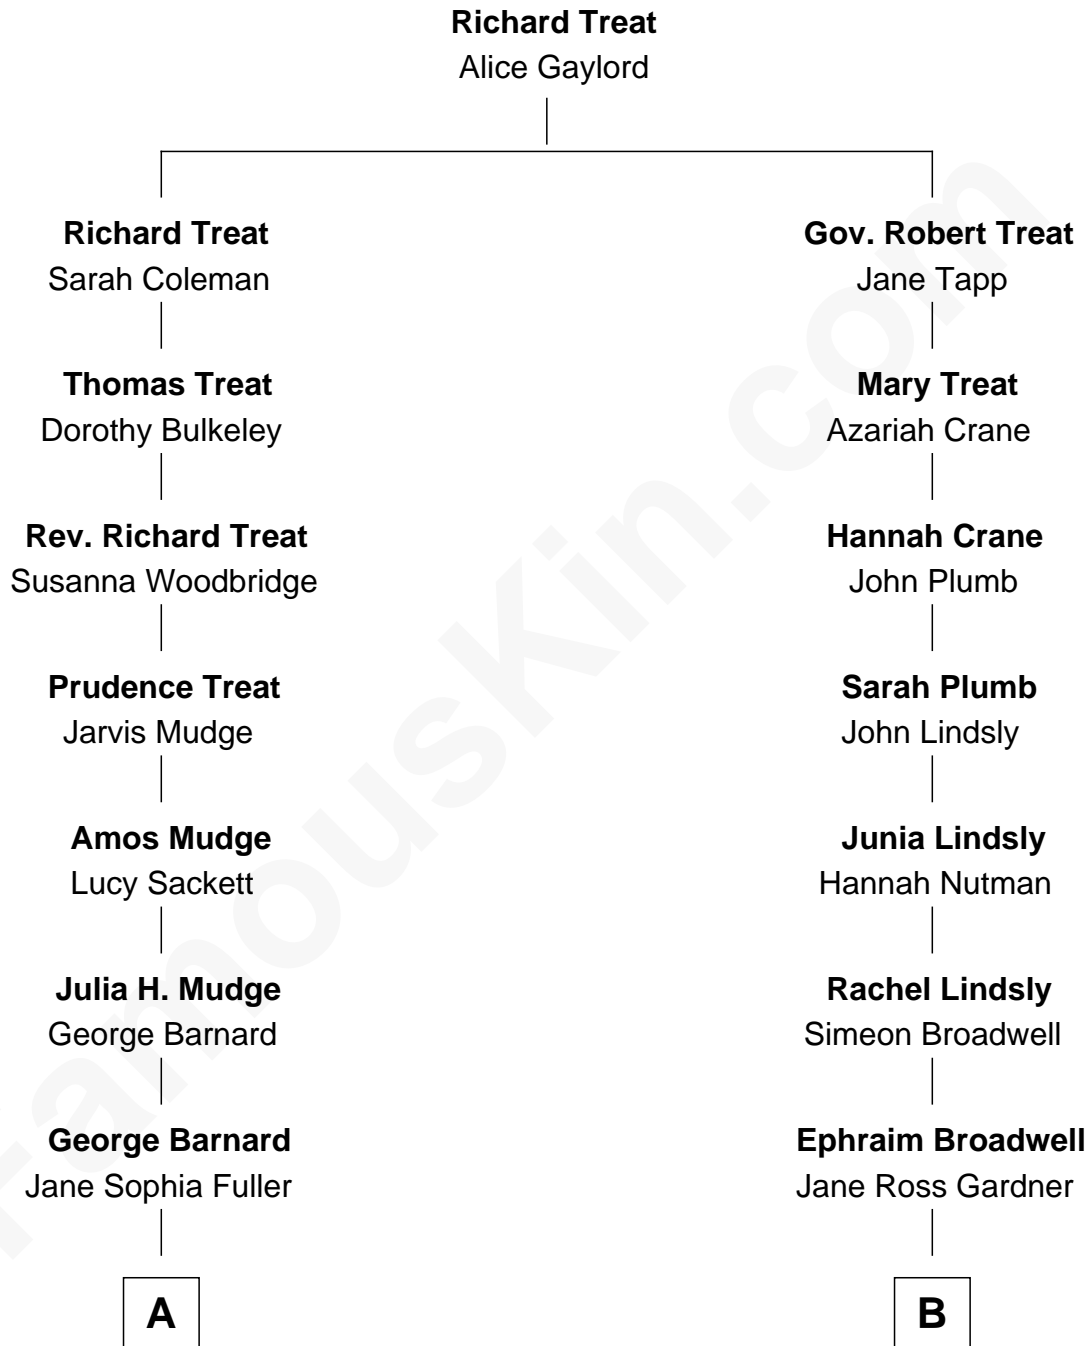 Richard Treat
Alice Gaylord
Richard Treat
Sarah Coleman
Gov. Robert Treat
Jane Tapp
Thomas Treat
Dorothy Bulkeley
Mary Treat
Azariah Crane
Rev. Richard Treat
Susanna Woodbridge
Hannah Crane
John Plumb
Prudence Treat
Jarvis Mudge
Sarah Plumb
John Lindsly
Amos Mudge
Lucy Sackett
Junia Lindsly
Hannah Nutman
Julia H. Mudge
George Barnard
Rachel Lindsly
Simeon Broadwell
George Barnard
Jane Sophia Fuller
Ephraim Broadwell
Jane Ross Gardner
A
B
FamousKin.com